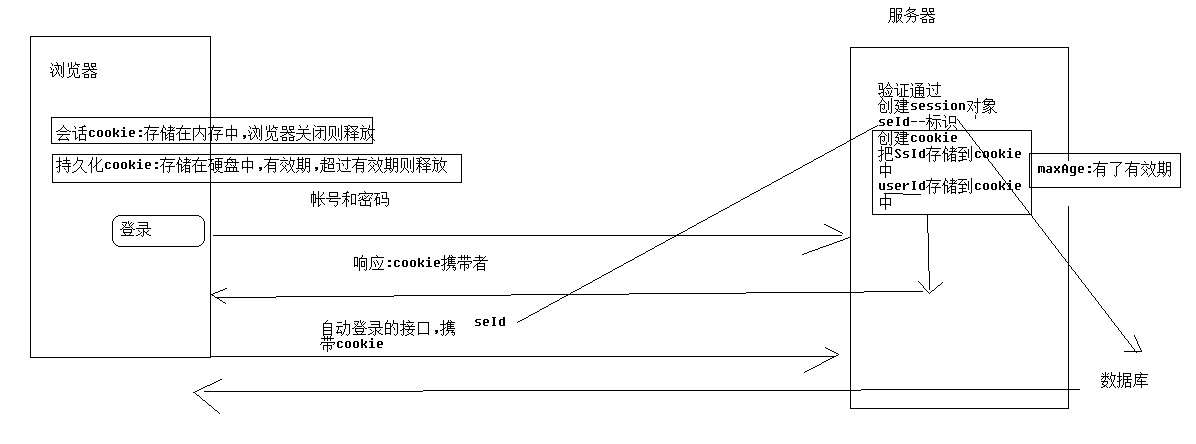 服务器
浏览器
会话cookie:存储在内存中,浏览器关闭则释放
持久化cookie:存储在硬盘中,有效期,超过有效期则释放
帐号和密码
登录
响应:cookie携带者
自动登录的接口,携
带cookie
seId
验证通过
创建session对象
seId--标识
创建cookie
把SsId存储到cookie
中
userId存储到cookie
中
maxAge:有了有效期
数据库